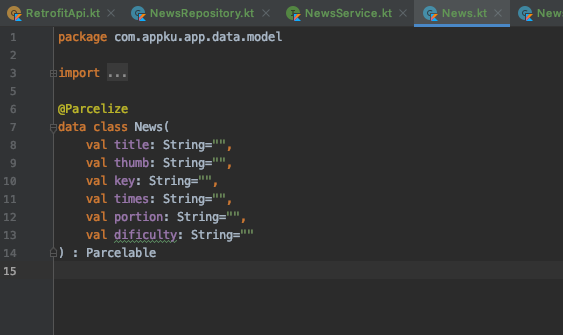 RetrofitApi.kt NewsRepository.kt NewsService.kt News.kt New
1 package com.appku.app.data.model
2
3 import ...
5
6 @Parcelize
7 data class News(
8 val title: String="",
9 val thumb: String="",
10 val key: String="",
11 val times: String="",
12 val portion: String="",
13 val dificulty: String=""
14 ) : Parcelable
15